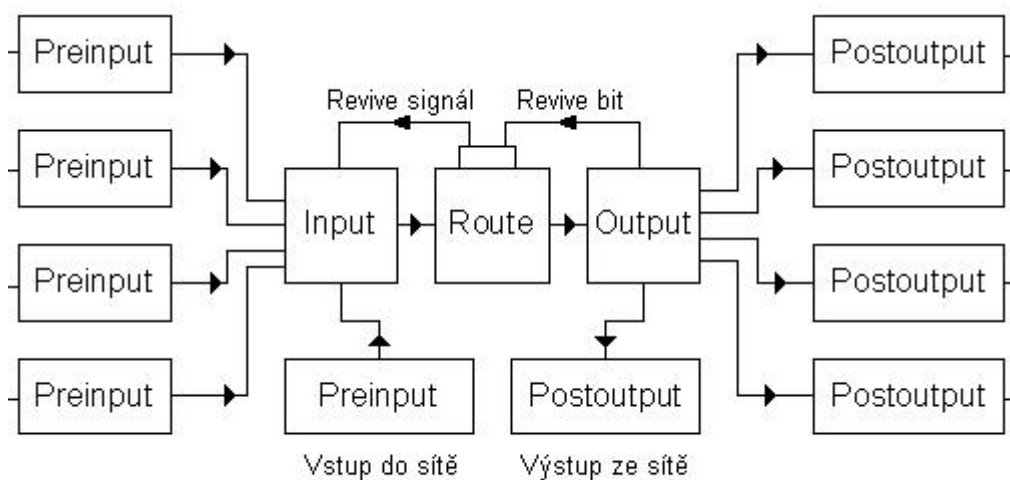 Preinput
Postoutput
Revive signál
Revive bit
Preinput
Postoutput
Input
Route
Output
Preinput
Postoutput
Preinput
Preinput
Postoutput
Postoutput
Vstup do sítě
Výstup ze sítě